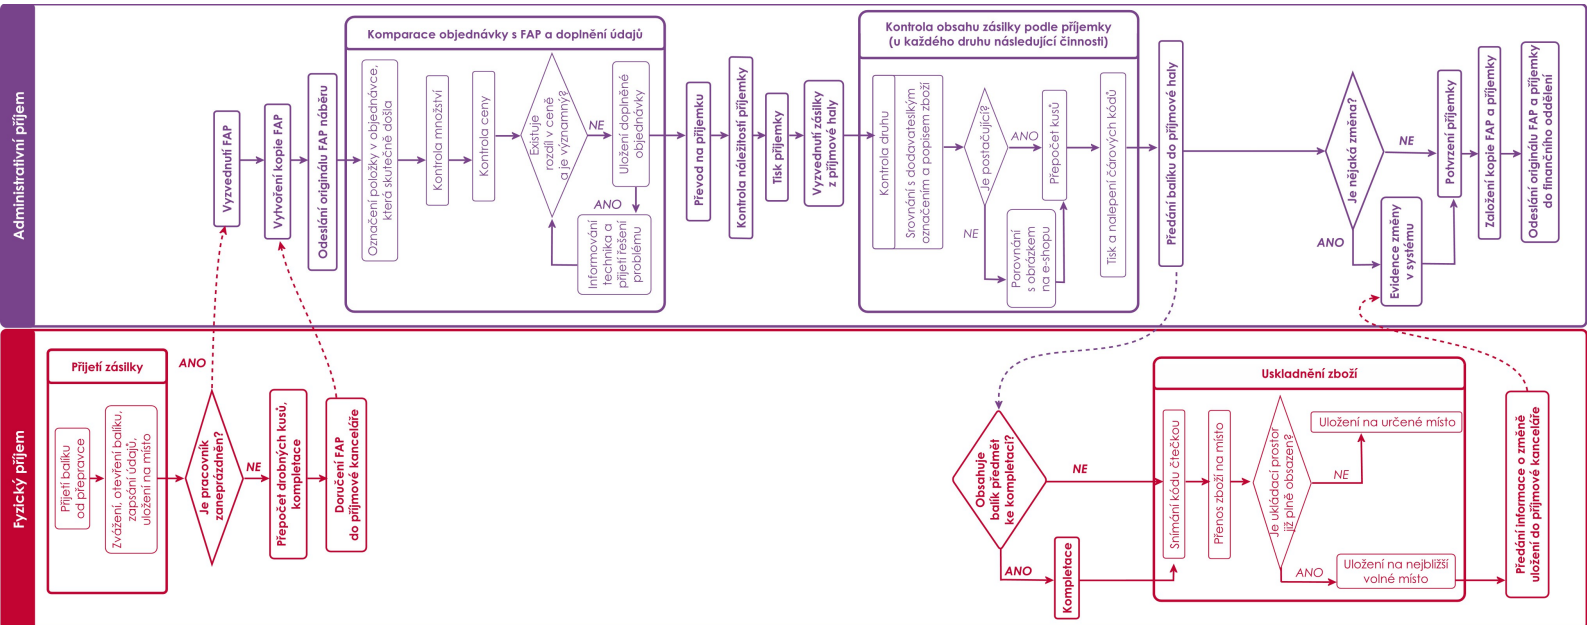 Administrativní příjem
Vyzvednutí FAP
Vytvoření kopie FAP
Odeslání originálu FAP náběru
Komparace objednávky s FAP a doplnění údajů
Označení položky v objednávce,
která skutečně došla
Kontrola množství
Kontrola ceny
Existuje
rozdíl v ceně
a je významný?
NE
Uložení doplněné
objednávky
ANO
Informování
technika a
přijetí řešení
problému
Převod na příjemku
Kontrola náležitostí příjemky
Tisk příjemky
Vyzvednutí zásilky
z příjmové haly
Kontrola obsahu zásilky podle příjemky
(u každého druhu následující činnosti)
Kontrola druhu
Srovnání s dodavatelským
označením a popisem zboží
Je postačující?
ANO
NE
Přepočet kusů
Porovnání
s obrázkem
na e-shopu
Tisk a nalepení čárových kódů
Předání balíku do příjmové haly
Je nějaká změna?
NE
ANO
Evidence změny
v systému
Potvrzení příjemky
Založení kopie FAP a příjemky
Odeslání originálu FAP a příjemky
do finančního oddělení
Fyzický příjem
Přijetí zásilky
Přijetí balíku
od přepravce
Zvážení, otevření balíku,
zapsání údajů,
uložení na místo
ANO
Je pracovník
zaneprázdněn?
NE
Přepočet drobných kusů,
kompletace
Doručení FAP
do příjmové kanceláře
Obsahuje
balík předmět
ke kompletaci?
NE
ANO
Kompletace
Uskladnění zboží
Snímání kódu čtečkou
Přenos zboží na místo
Je ukládací prostor
již plně obsazen?
Uložení na určené místo
NE
ANO
Uložení na nejbližší
volné místo
Předání informace o změně
uložení do příjmové kanceláře